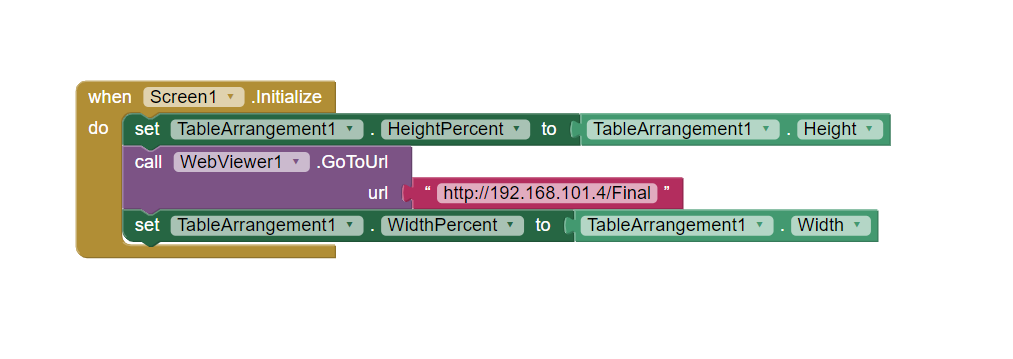 when Screen1 .Initialize
do set TableArrangement1 . HeightPercent to TableArrangement1 . Height
call WebViewer1 .GoToUrl
url “ http://192.168.101.4/Final ”
set TableArrangement1 . WidthPercent to TableArrangement1 . Width